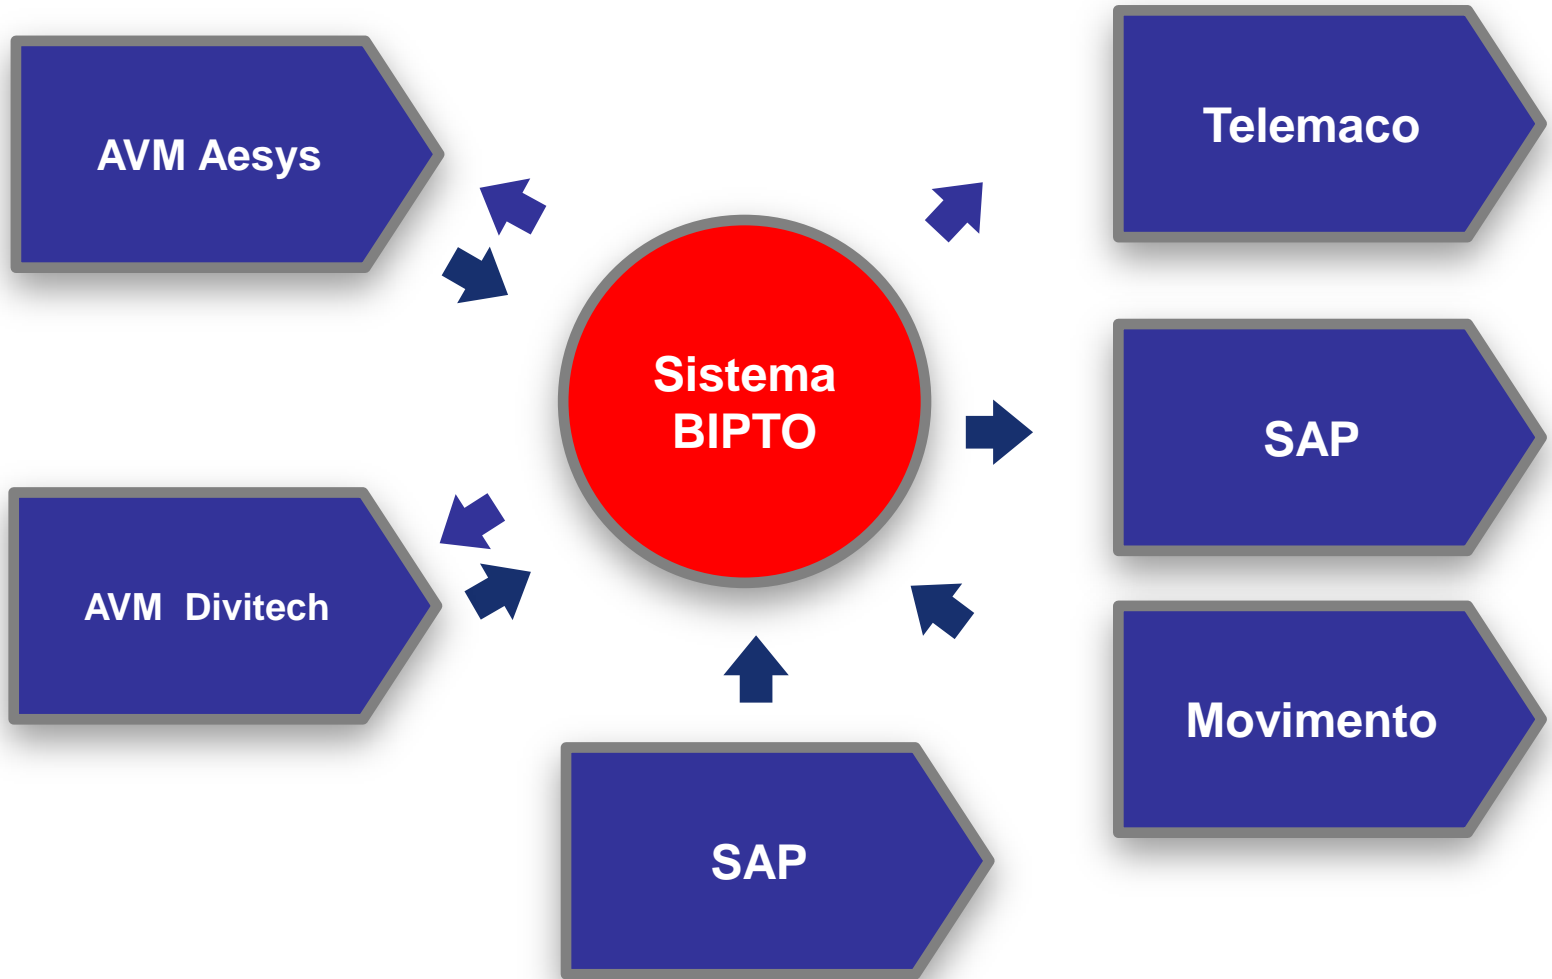 AVM Aesys
Telemaco
Sistema
BIPTO
SAP
AVM  Divitech
Movimento
SAP